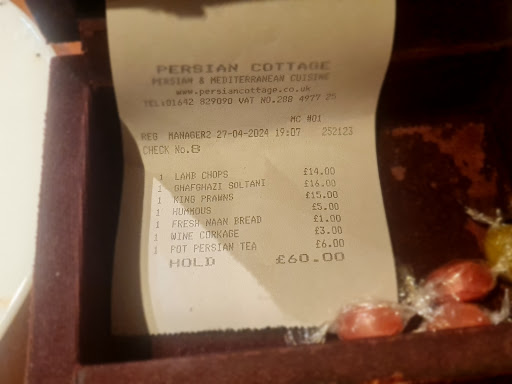 PERSIAN COTTAGE
PERSIAN & MEDITERRANEAN CUISINE
www.persiancottage.co.uk
TEL:01642 829090 VAT NO.288 4977 25
MC #01
REG MANAGER2 27-04-2024 19:07 252123
CHECK No.8
1 LAMB CHOPS £14.00
1 GHAFGHAZI SOLTANI £16.00
1 KING PRAWNS £15.00
1 HUMMOUS £5.00
1 FRESH NAAN BREAD £1.00
1 WINE CORKAGE £3.00
1 POT PERSIAN TEA £6.00
HOLD £60.00